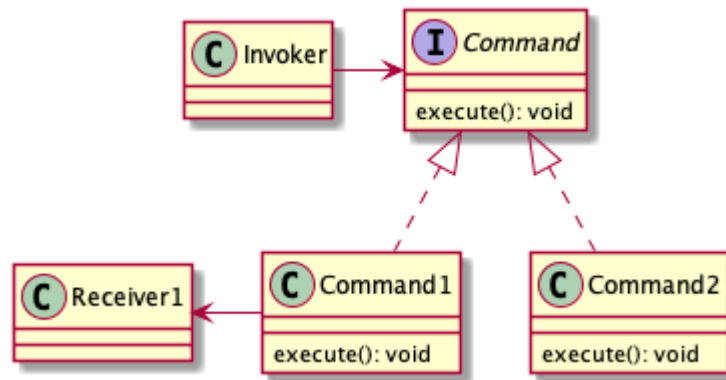 C Invoker
I Command
execute(): void
C Receiver1
C Command1
execute(): void
C Command2
execute(): void